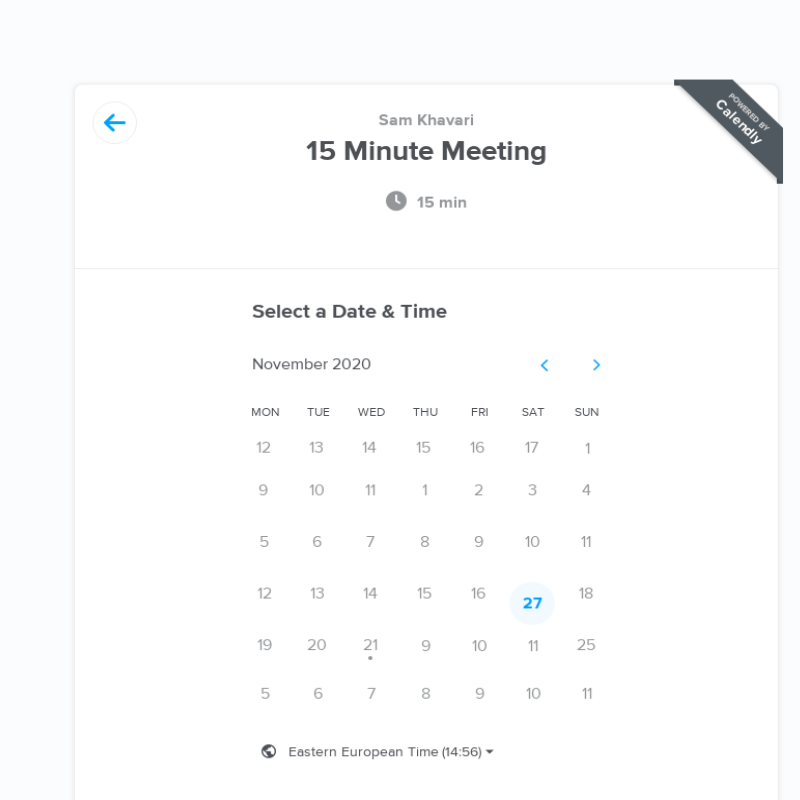 POWERED BY
Calendly
Sam Khavari
15 Minute Meeting
15 min
Select a Date & Time
November 2020
MON TUE WED THU FRI SAT SUN
12 13 14 15 16 17 1
9 10 11 1 2 3 4
5 6 7 8 9 10 11
12 13 14 15 16 27 18
19 20 21 9 10 11 25
5 6 7 8 9 10 11
Eastern European Time (14:56)